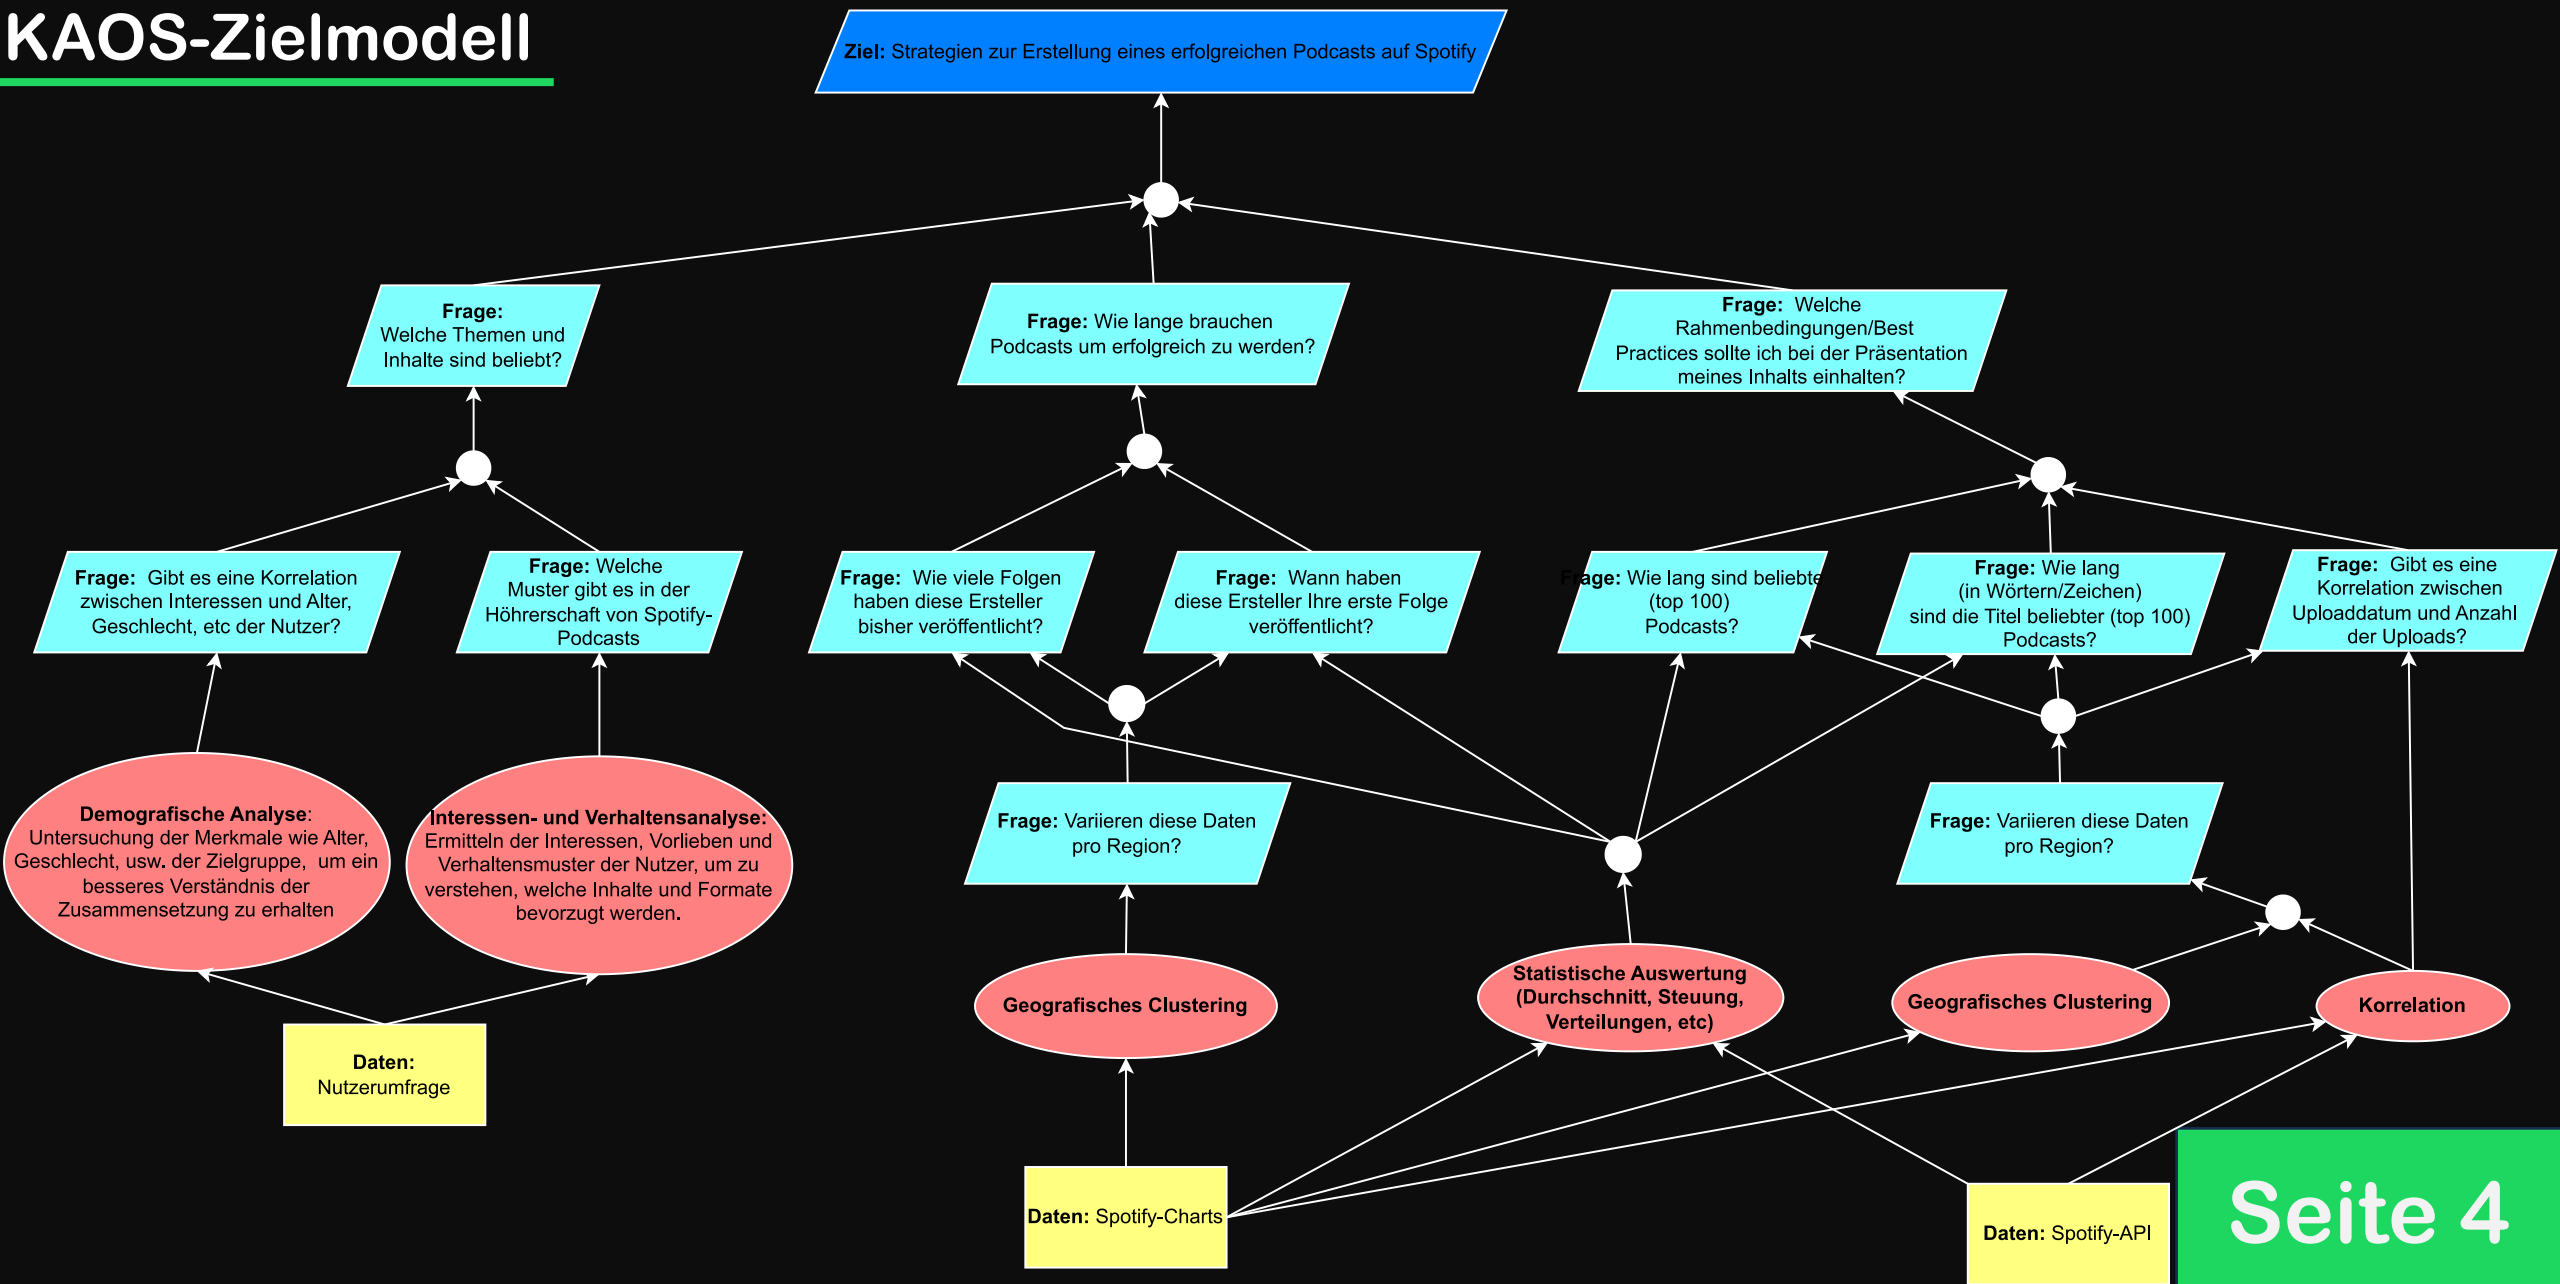 KAOS-Zielmodell
Ziel: Strategien zur Erstellung eines erfolgreichen Podcasts auf Spotify
Frage:
Welche Themen und
Inhalte sind beliebt?
Frage: Wie lange brauchen
Podcasts um erfolgreich zu werden?
Frage: Welche
Rahmenbedingungen/Best
Practices sollte ich bei der Präsentation
meines Inhalts einhalten?
Frage: Gibt es eine Korrelation
zwischen Interessen und Alter,
Geschlecht, etc der Nutzer?
Frage: Welche
Muster gibt es in der
Höhrerschaft von Spotify-
Podcasts
Frage: Wie viele Folgen
haben diese Ersteller
bisher veröffentlicht?
Frage: Wann haben
diese Ersteller Ihre erste Folge
veröffentlicht?
Frage: Wie lang sind beliebte
(top 100)
Podcasts?
Frage: Wie lang
(in Wörtern/Zeichen)
sind die Titel beliebter (top 100)
Podcasts?
Frage: Gibt es eine
Korrelation zwischen
Uploaddatum und Anzahl
der Uploads?
Demografische Analyse:
Untersuchung der Merkmale wie Alter,
Geschlecht, usw. der Zielgruppe, um ein
besseres Verständnis der
Zusammensetzung zu erhalten
Interessen- und Verhaltensanalyse:
Ermitteln der Interessen, Vorlieben und
Verhaltensmuster der Nutzer, um zu
verstehen, welche Inhalte und Formate
bevorzugt werden.
Frage: Variieren diese Daten
pro Region?
Frage: Variieren diese Daten
pro Region?
Geografisches Clustering
Statistische Auswertung
(Durchschnitt, Steuung,
Verteilungen, etc)
Geografisches Clustering
Korrelation
Daten:
Nutzerumfrage
Daten: Spotify-Charts
Daten: Spotify-API
Seite 4